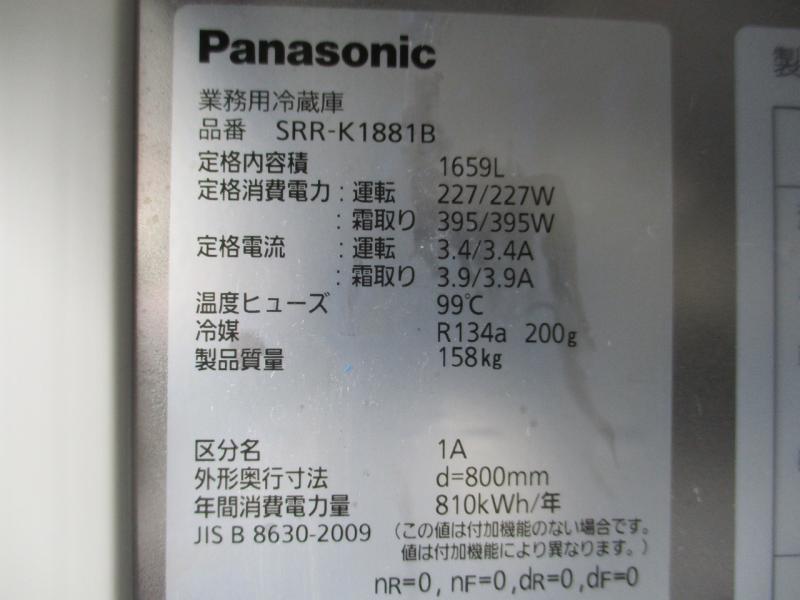 Panasonic
業務用冷蔵庫
品番 SRR-K1881B
定格内容積 1659L
定格消費電力 : 運転 227/227W
: 霜取り 395/395W
定格電流 : 運転 3.4/3.4A
: 霜取り 3.9/3.9A
温度ヒューズ 99℃
冷媒 R134a 200g
製品質量 158kg
区分名 1A
外形奥行寸法 d=800mm
年間消費電力量 810kWh/年
JIS B 8630-2009 (この値は付加機能のない場合です。
値は付加機能により異なります。)
nR=0, nF=0,dR=0,dF=0
製